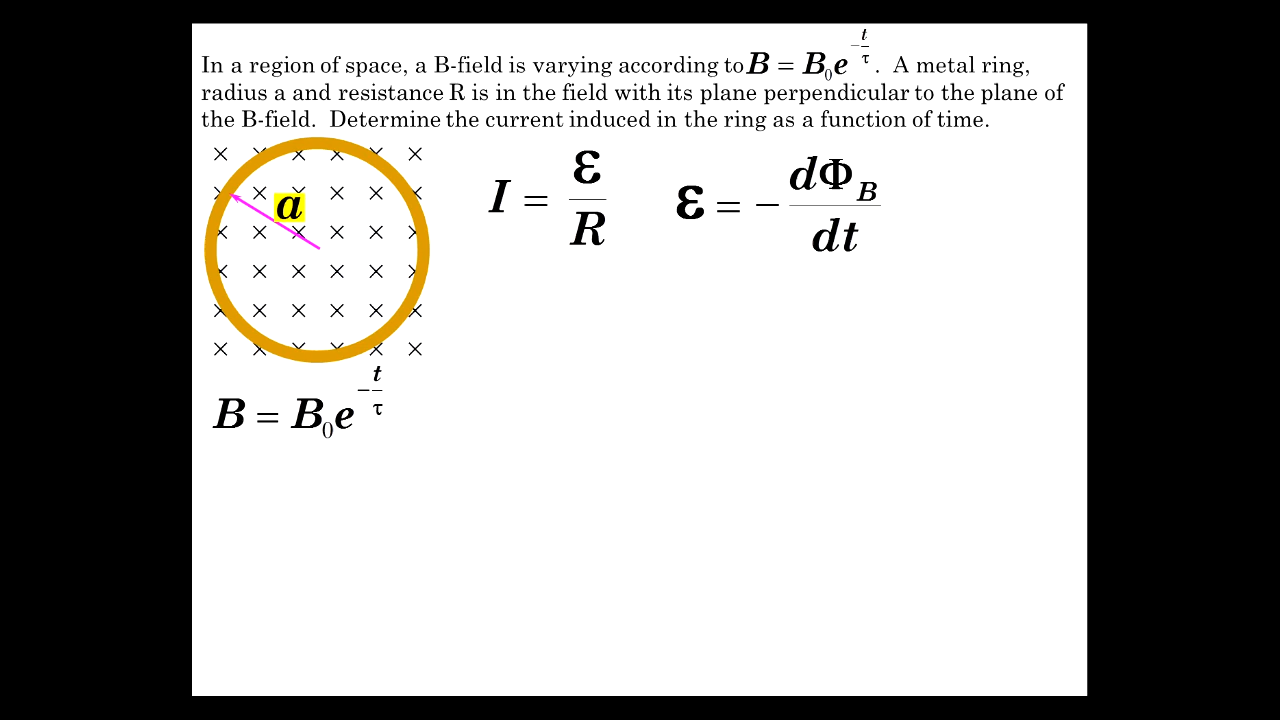 In a region of space, a B-field is varying according to B = B₀e^(-t/τ) . A metal ring,
radius a and resistance R is in the field with its plane perpendicular to the plane of
the B-field. Determine the current induced in the ring as a function of time.
a
I = ε/R
ε = − dΦ_B/dt
B = B₀e^(-t/τ)